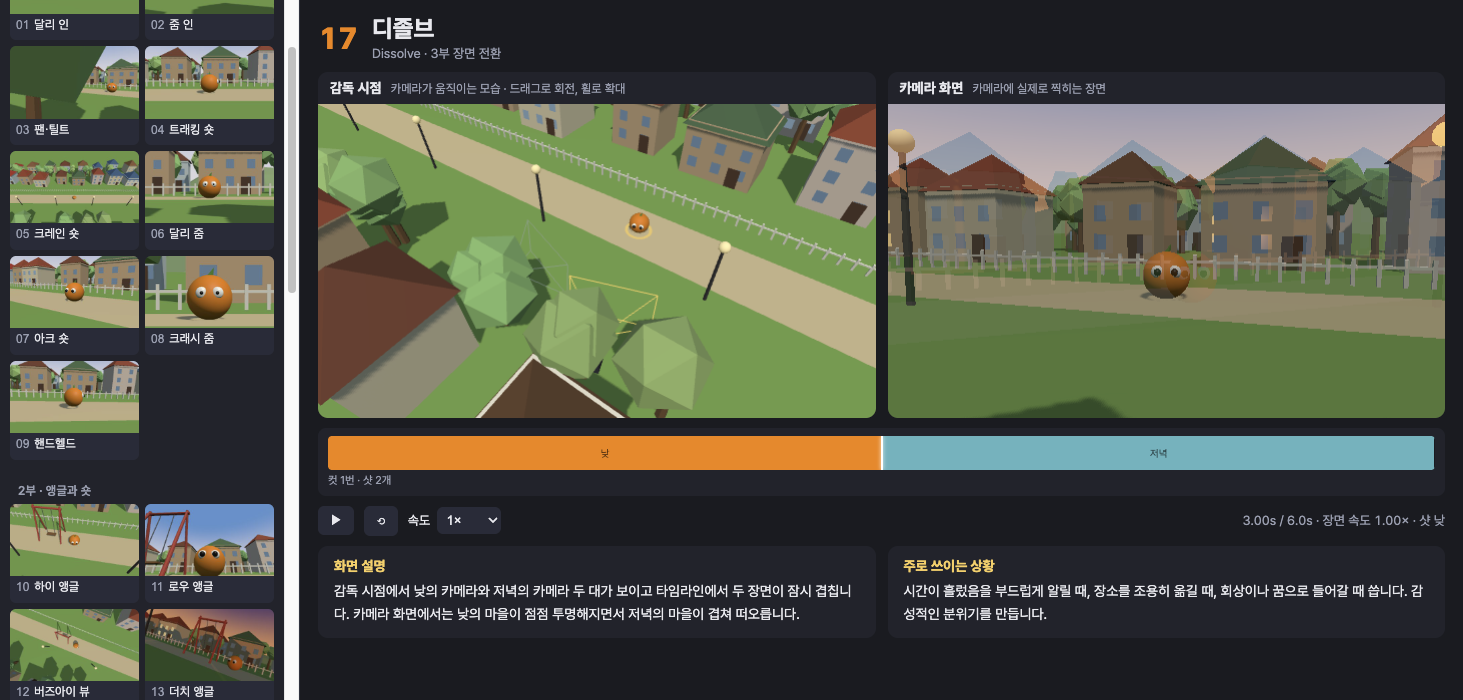 01 달리 인
02 줌 인
03 팬·틸트
04 트래킹 숏
05 크레인 숏
06 달리 줌
07 아크 숏
08 크래시 줌
09 핸드헬드
2부 · 앵글과 숏
10 하이 앵글
11 로우 앵글
12 버즈아이 뷰
13 더치 앵글
17 디졸브
Dissolve · 3부 장면 전환
감독 시점 카메라가 움직이는 모습 · 드래그로 회전, 휠로 확대
카메라 화면 카메라에 실제로 찍히는 장면
낮
저녁
컷 1번 · 샷 2개
속도 1×
3.00s / 6.0s · 장면 속도 1.00× · 샷 낮
화면 설명
감독 시점에서 낮의 카메라와 저녁의 카메라 두 대가 보이고 타임라인에서 두 장면이 잠시 겹칩니
다. 카메라 화면에서는 낮의 마을이 점점 투명해지면서 저녁의 마을이 겹쳐 떠오릅니다.
주로 쓰이는 상황
시간이 흘렀음을 부드럽게 알릴 때, 장소를 조용히 옮길 때, 회상이나 꿈으로 들어갈 때 씁니다. 감
성적인 분위기를 만듭니다.